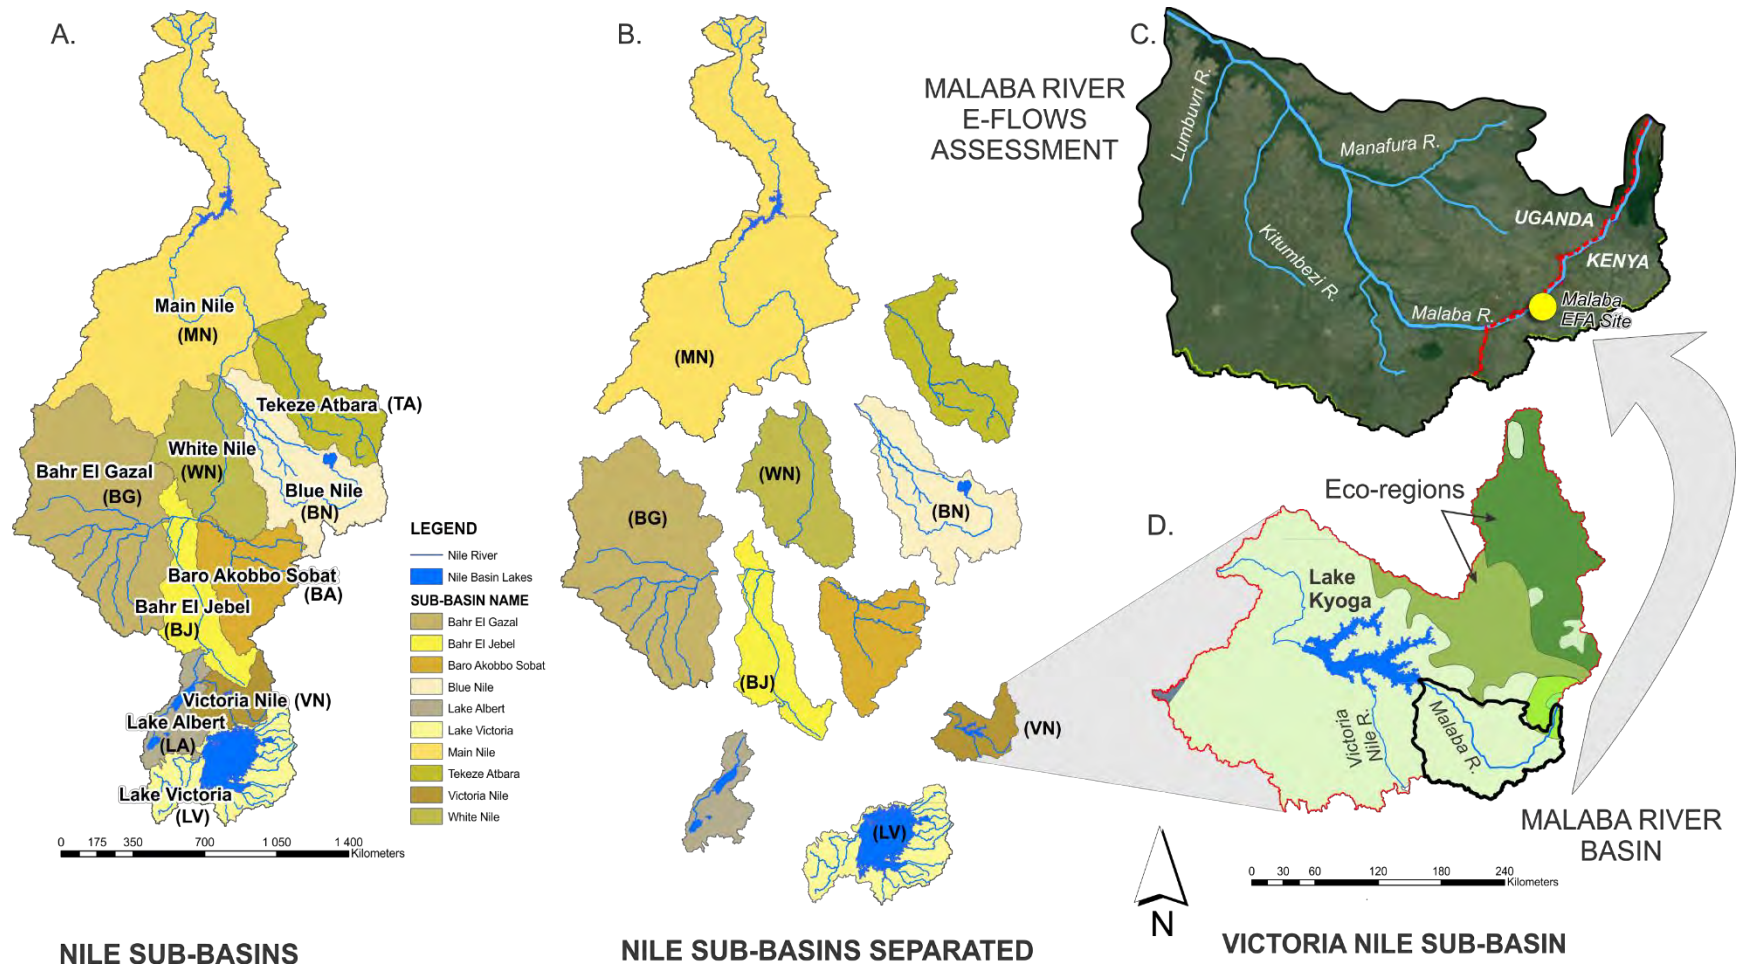 A.
Main Nile
(MN)
Tekeze Atbara (TA)
White Nile
(WN)
Bahr El Gazal
(BG)
Blue Nile
(BN)
Baro Akobbo Sobat
(BA)
Bahr El Jebel
(BJ)
Victoria Nile (VN)
Lake Albert
(LA)
Lake Victoria
(LV)
0 175 350 700 1 050 1 400
Kilometers
NILE SUB-BASINS
LEGEND
Nile River
Nile Basin Lakes
SUB-BASIN NAME
Bahr El Gazal
Bahr El Jebel
Baro Akobbo Sobat
Blue Nile
Lake Albert
Lake Victoria
Main Nile
Tekeze Atbara
Victoria Nile
White Nile
B.
(MN)
(WN)
(BG)
(BN)
(BJ)
(VN)
(LV)
NILE SUB-BASINS SEPARATED
MALABA RIVER
E-FLOWS
ASSESSMENT
C.
Lumbuvri R.
Manafura R.
Kitumbezi R.
UGANDA
KENYA
Malaba R.
Malaba
EFA Site
D.
Eco-regions
Lake
Kyoga
Victoria
Nile R.
Malaba R.
MALABA RIVER
BASIN
N
0 30 60 120 180 240
Kilometers
VICTORIA NILE SUB-BASIN